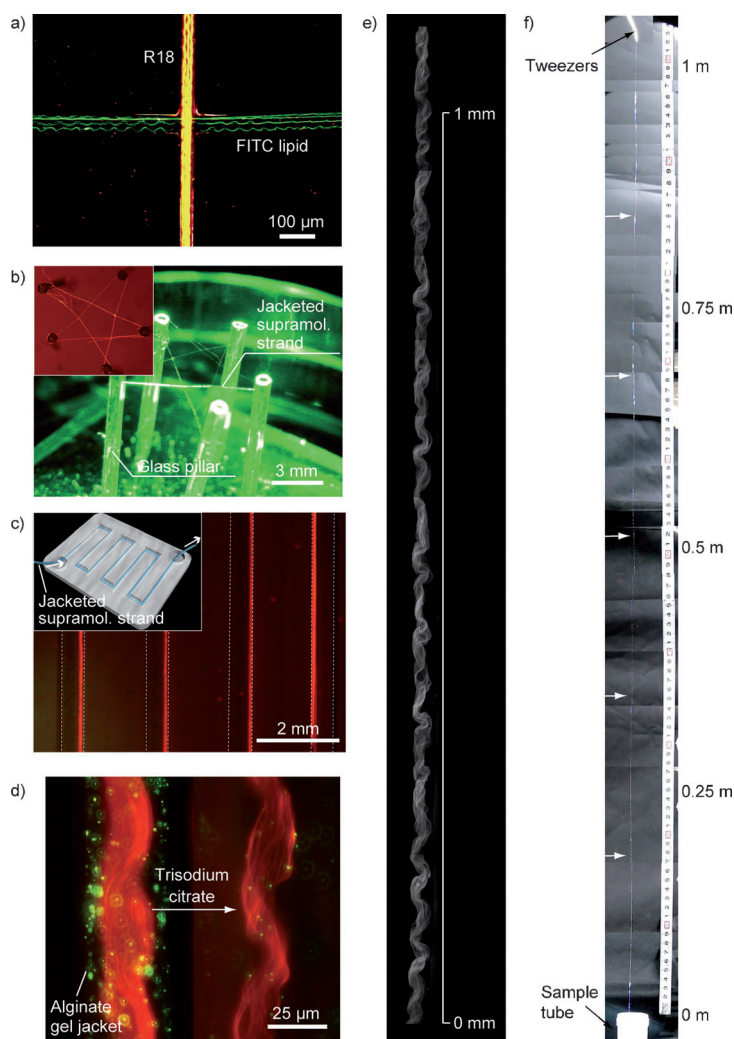 a)
R18
FITC lipid
100 µm
b)
Jacketed
supramol.
strand
Glass pillar
3 mm
c)
Jacketed
supramol. strand
2 mm
d)
Trisodium
citrate
Alginate
gel jacket
25 µm
e)
1 mm
0 mm
f)
Tweezers
1 m
0.75 m
0.5 m
0.25 m
Sample
tube
0 m